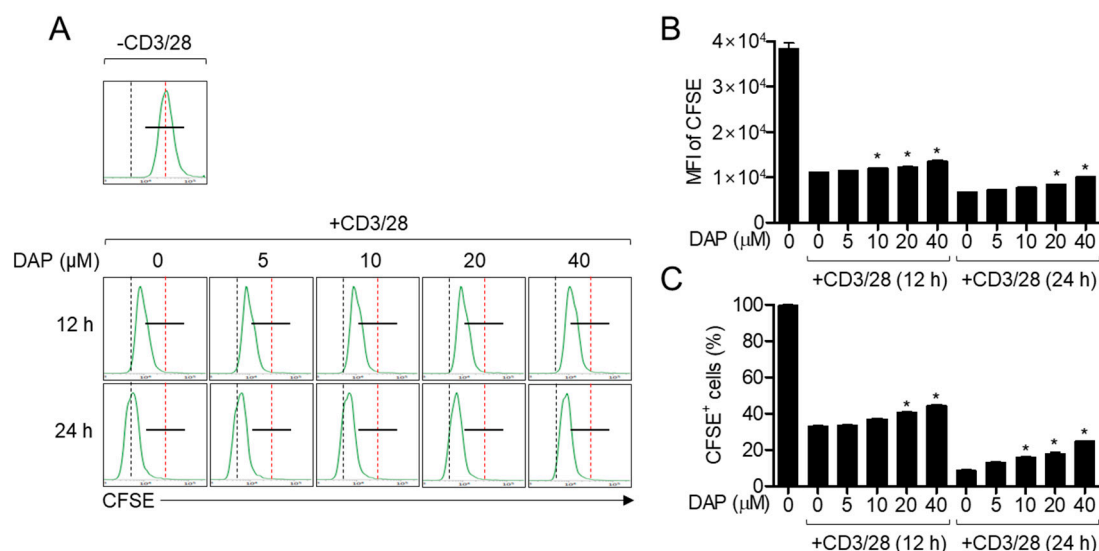 A
-CD3/28
+CD3/28
DAP (µM) 0 5 10 20 40
12 h
24 h
CFSE
B
MFI of CFSE
4×10⁴
3×10⁴
2×10⁴
1×10⁴
0
* * * * *
DAP (µM) 0 0 5 10 20 40 0 5 10 20 40
+CD3/28 (12 h) +CD3/28 (24 h)
C
CFSE⁺ cells (%)
100
80
60
40
20
0
* * * * *
DAP (µM) 0 0 5 10 20 40 0 5 10 20 40
+CD3/28 (12 h) +CD3/28 (24 h)